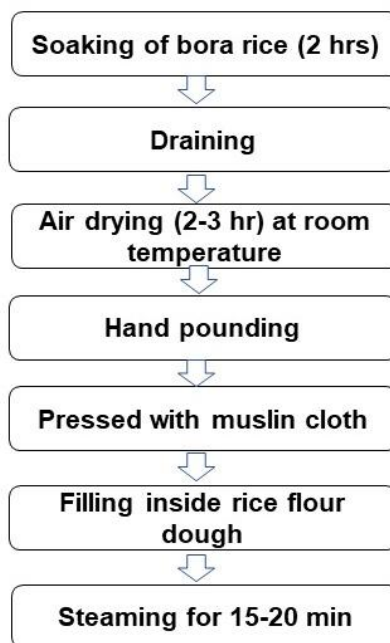 Soaking of bora rice (2 hrs)
Draining
Air drying (2-3 hr) at room
temperature
Hand pounding
Pressed with muslin cloth
Filling inside rice flour
dough
Steaming for 15-20 min